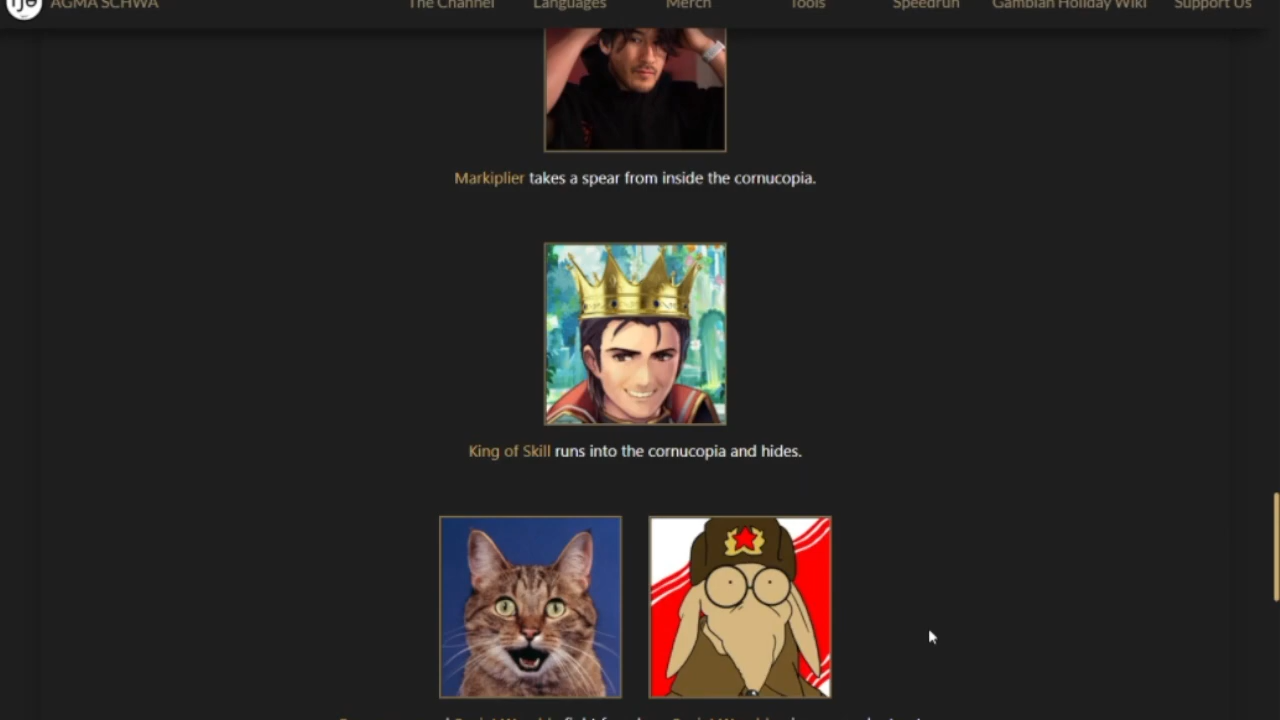 AGMA SCHWA
The Channel
Languages
Merch
Tools
Speedrun
Gambian Holiday Wiki
Support Us
Markiplier takes a spear from inside the cornucopia.
King of Skill runs into the cornucopia and hides.